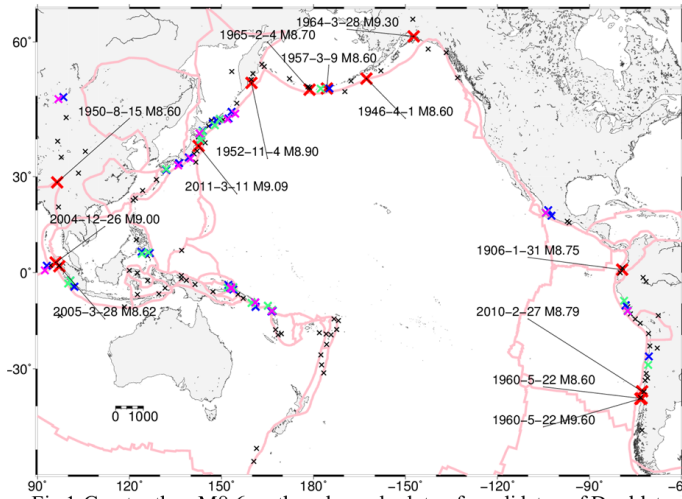 1964-3-28 M9.30
1965-2-4 M8.70
60°
1957-3-9 M8.60
1950-8-15 M8.60
1946-4-1 M8.60
1952-11-4 M8.90
30°
2011-3-11 M9.09
2004-12-26 M9.00
1906-1-31 M8.75
0°
2005-3-28 M8.62
2010-2-27 M8.79
-30°
1960-5-22 M8.60
0 1000
1960-5-22 M9.60
90 120 150 180 -150 -120 -90 -60